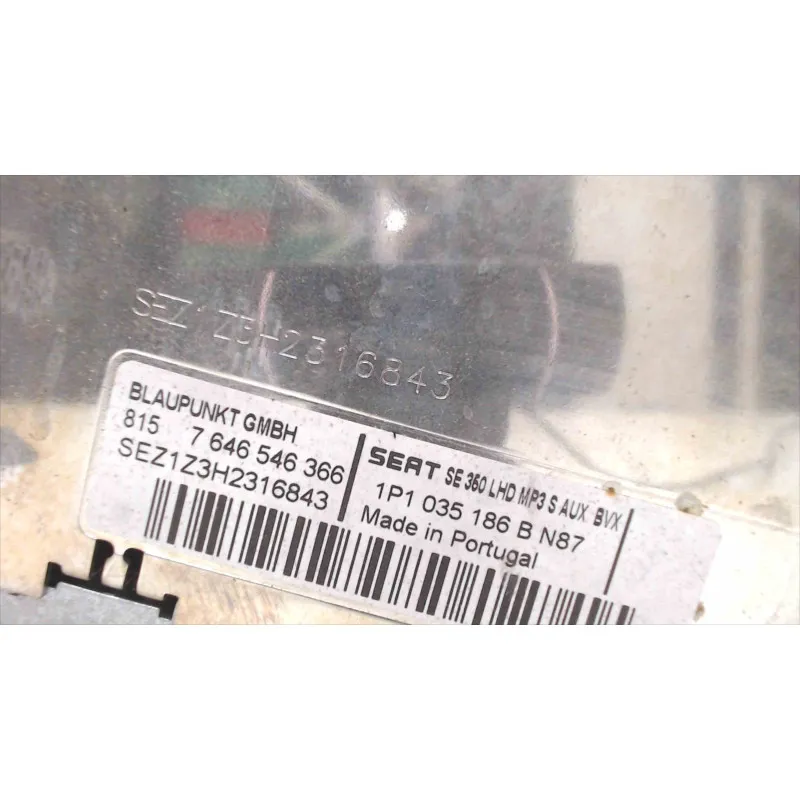 SEZ1Z3H2316843
BLAUPUNKT GMBH
815 7 646 546 366
SEZ1Z3H2316843
SEAT SE 360 LHD MP3 S AUX BVX
1P1 035 186 B N87
Made in Portugal